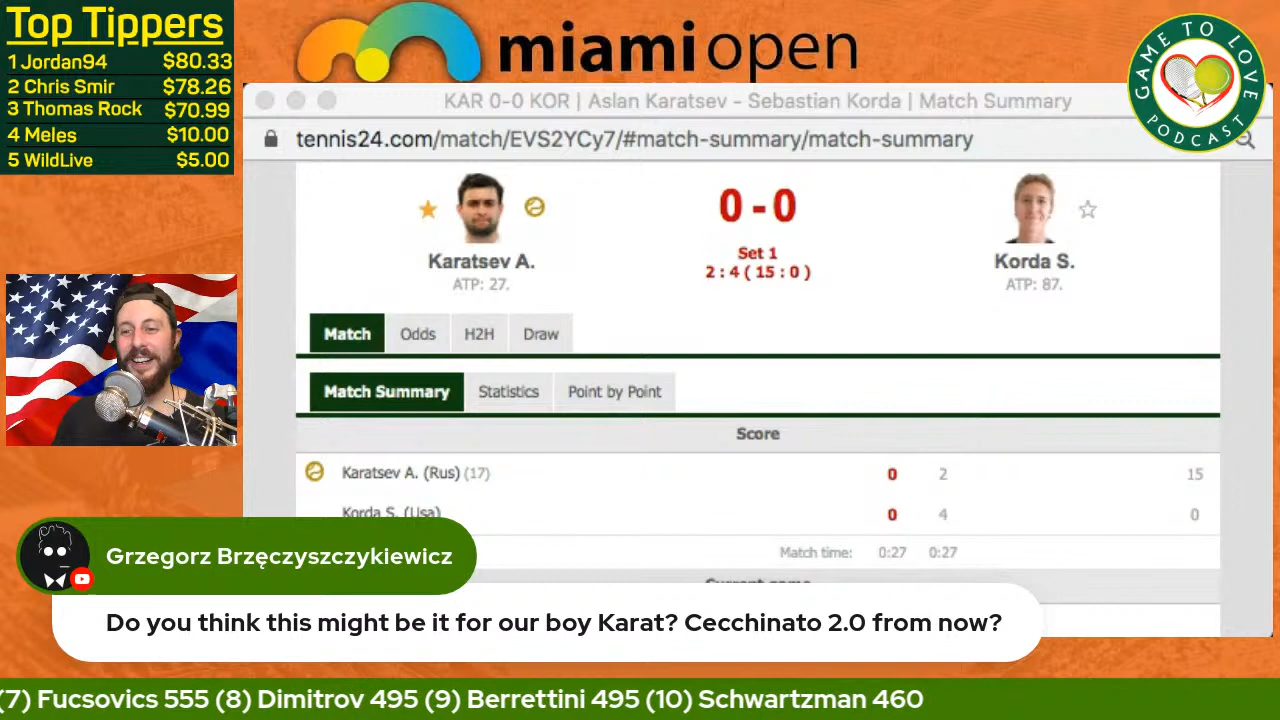 Top Tippers
1 Jordan94 $80.33
2 Chris Smir $78.26
3 Thomas Rock $70.99
4 Meles $10.00
5 WildLive $5.00
miami open
GAME TO LOVE
PODCAST
KAR 0-0 KOR | Aslan Karatsev - Sebastian Korda | Match Summary
tennis24.com/match/EVS2YCy7/#match-summary/match-summary
0 - 0
Set 1
2 : 4 ( 15 : 0 )
Karatsev A.
ATP: 27.
Korda S.
ATP: 87.
Match Odds H2H Draw
Match Summary Statistics Point by Point
Score
Karatsev A. (Rus) (17) 0 2 15
Korda S. (Usa) 0 4 0
Match time: 0:27 0:27
Current game
Grzegorz Brzęczyszczykiewicz
Do you think this might be it for our boy Karat? Cecchinato 2.0 from now?
(7) Fucsovics 555 (8) Dimitrov 495 (9) Berrettini 495 (10) Schwartzman 460